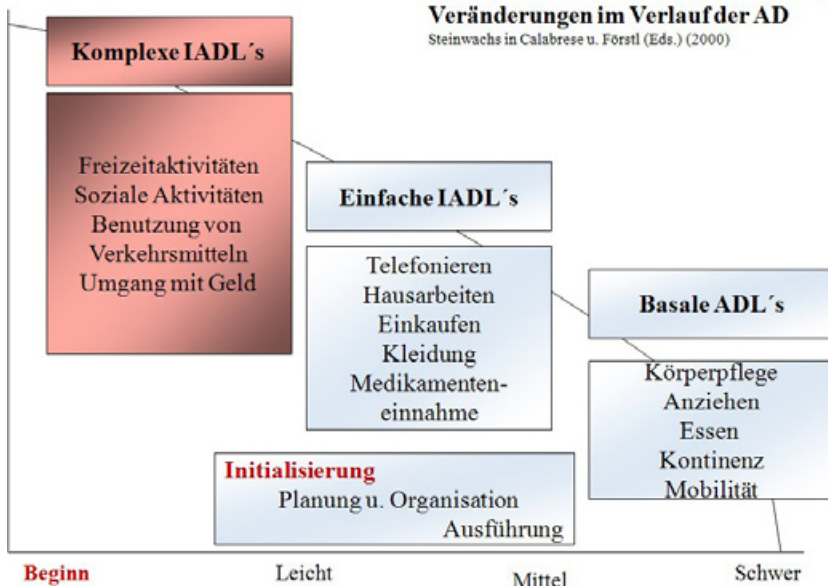 Veränderungen im Verlauf der AD
Steinwachs in Calabrese u. Förstl (Eds.) (2000)
Komplexe IADL´s
Freizeitaktivitäten
Soziale Aktivitäten
Benutzung von
Verkehrsmitteln
Umgang mit Geld
Einfache IADL´s
Telefonieren
Hausarbeiten
Einkaufen
Kleidung
Medikamenten-
einnahme
Basale ADL´s
Körperpflege
Anziehen
Essen
Kontinenz
Mobilität
Initialisierung
Planung u. Organisation
Ausführung
Beginn
Leicht
Mittel
Schwer